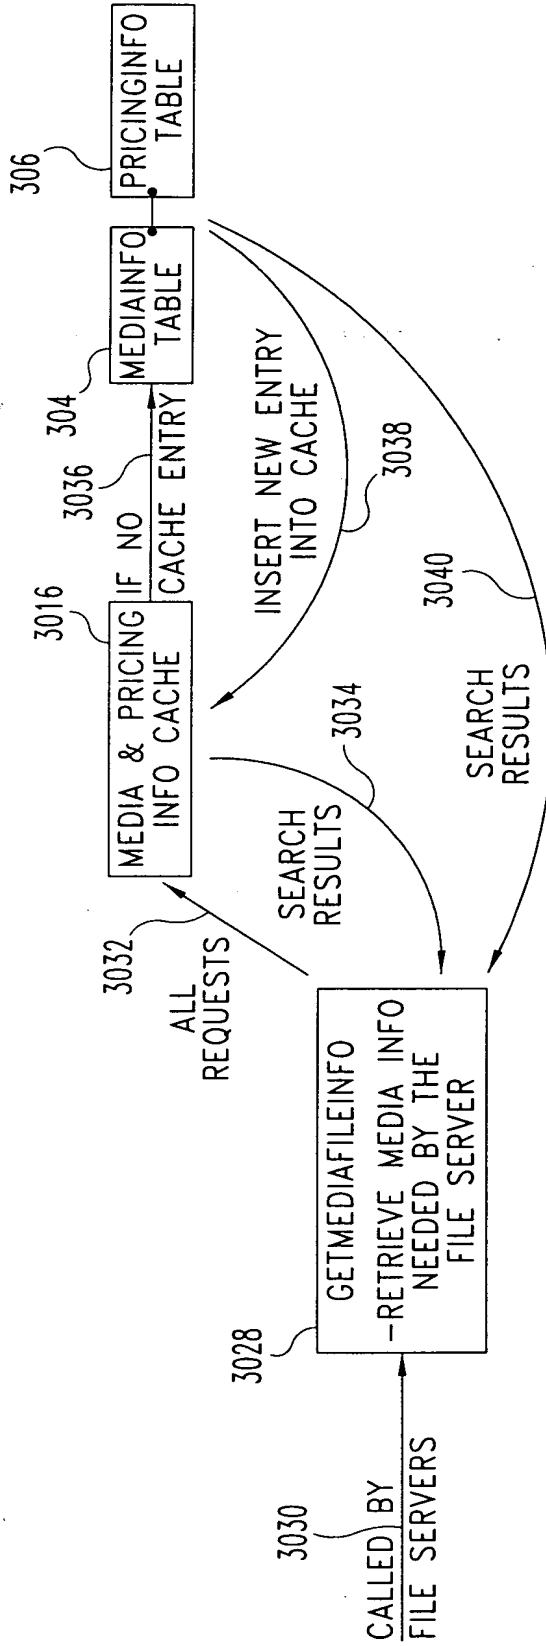 CALLED BY
FILE SERVERS
3030
3028
GETMEDIAFILEINFO
-RETRIEVE MEDIA INFO
NEEDED BY THE
FILE SERVER
ALL
REQUESTS
3032
SEARCH
RESULTS
3034
3016
MEDIA & PRICING
INFO CACHE
IF NO
CACHE ENTRY
3036
INSERT NEW ENTRY
INTO CACHE
3038
304
MEDIAINFO
TABLE
306
PRICINGINFO
TABLE
SEARCH
RESULTS
3040